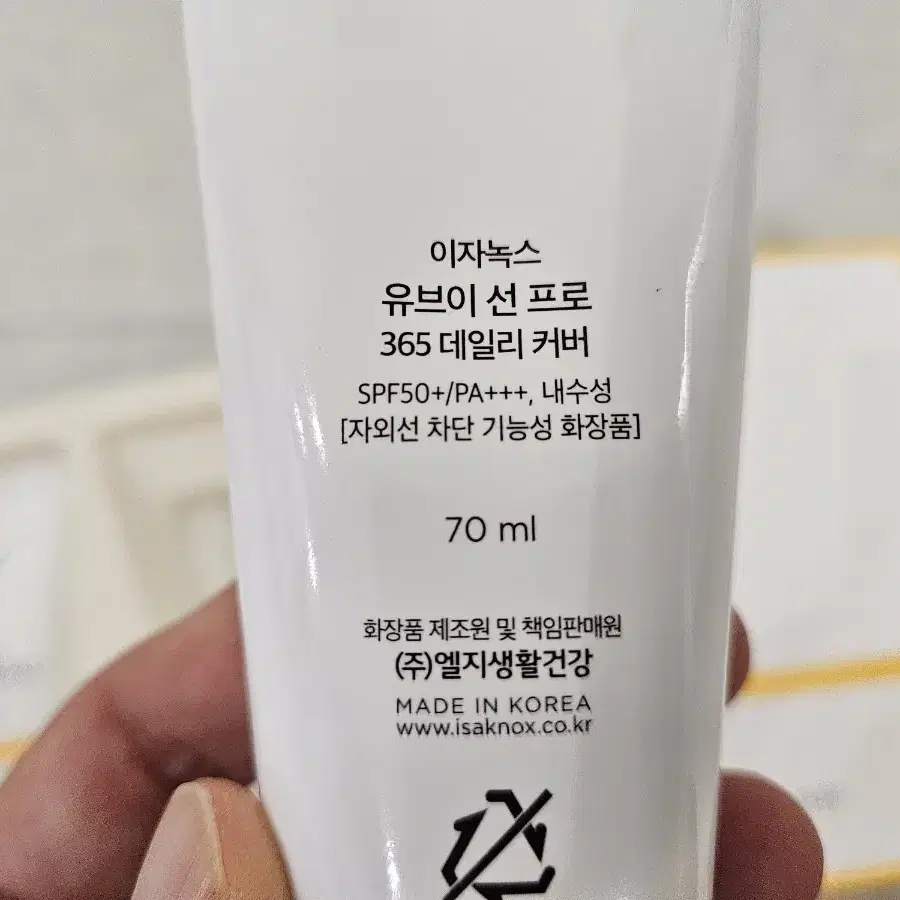 이자녹스
유브이 선 프로
365 데일리 커버
SPF50+/PA+++, 내수성
[자외선 차단 기능성 화장품]
70 ml
화장품 제조원 및 책임판매원
(주)엘지생활건강
MADE IN KOREA
www.isaknox.co.kr